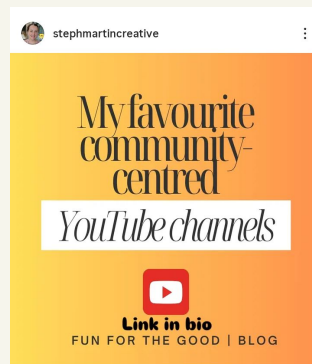 stephmartincreative
My favourite
community-
centred
YouTube channels
Link in bio
FUN FOR THE GOOD | BLOG